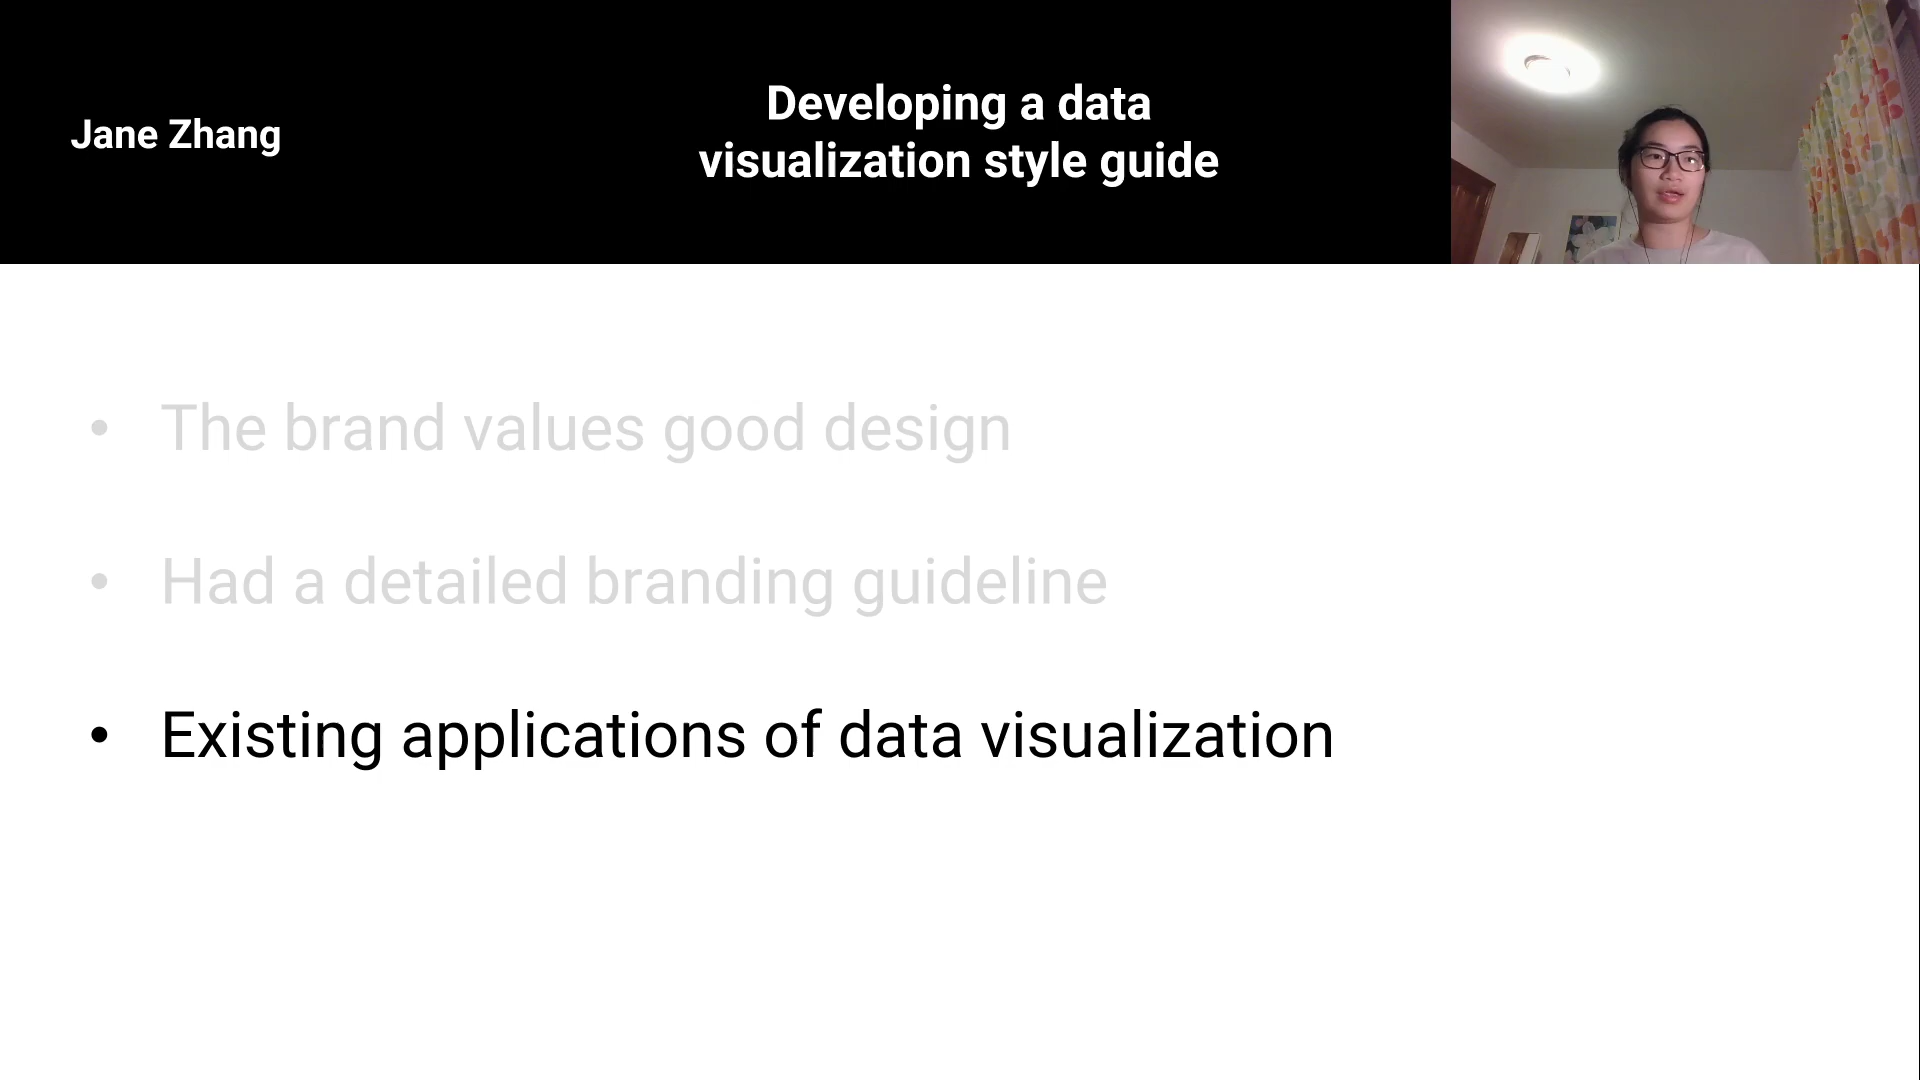 Jane Zhang
Developing a data
visualization style guide
• The brand values good design
• Had a detailed branding guideline
• Existing applications of data visualization